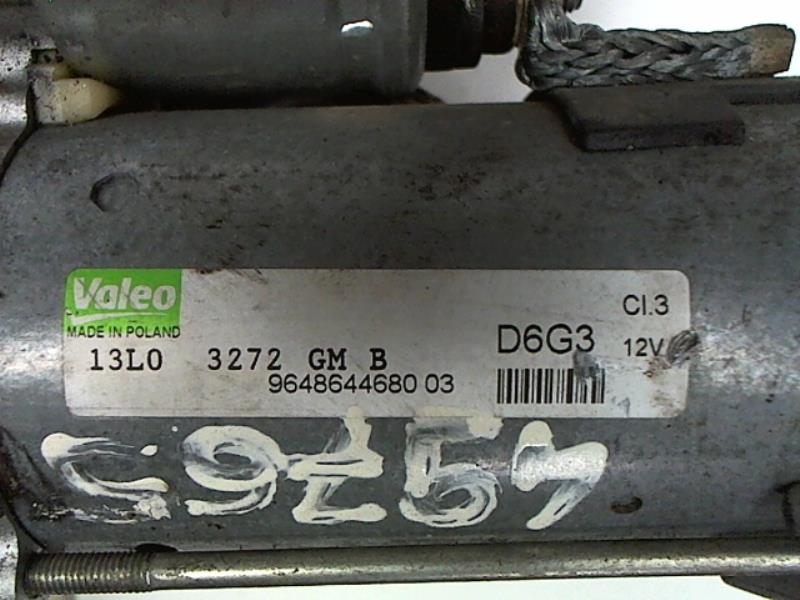 Valeo
MADE IN POLAND
13L0 3272 GM B
9648644680 03
D6G3
Cl.3
12V